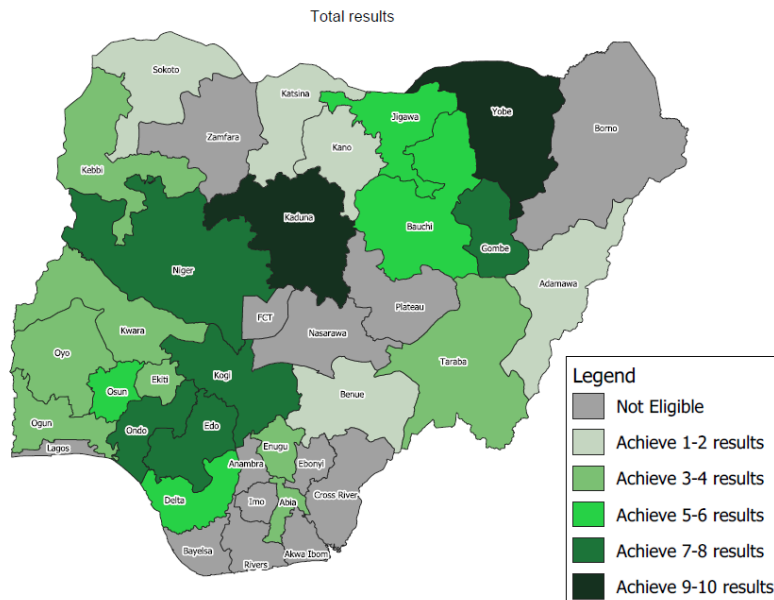 Total results
Sokoto
Katsina
Jigawa
Yobe
Borno
Zamfara
Kano
Kebbi
Kaduna
Bauchi
Gombe
Niger
Adamawa
Plateau
FCT
Nasarawa
Kwara
Oyo
Taraba
Kogi
Ekiti
Osun
Benue
Ogun
Ondo
Edo
Enugu
Lagos
Anambra
Ebonyi
Cross River
Delta
Imo
Abia
Bayelsa
Akwa Ibom
Rivers
Legend
Not Eligible
Achieve 1-2 results
Achieve 3-4 results
Achieve 5-6 results
Achieve 7-8 results
Achieve 9-10 results